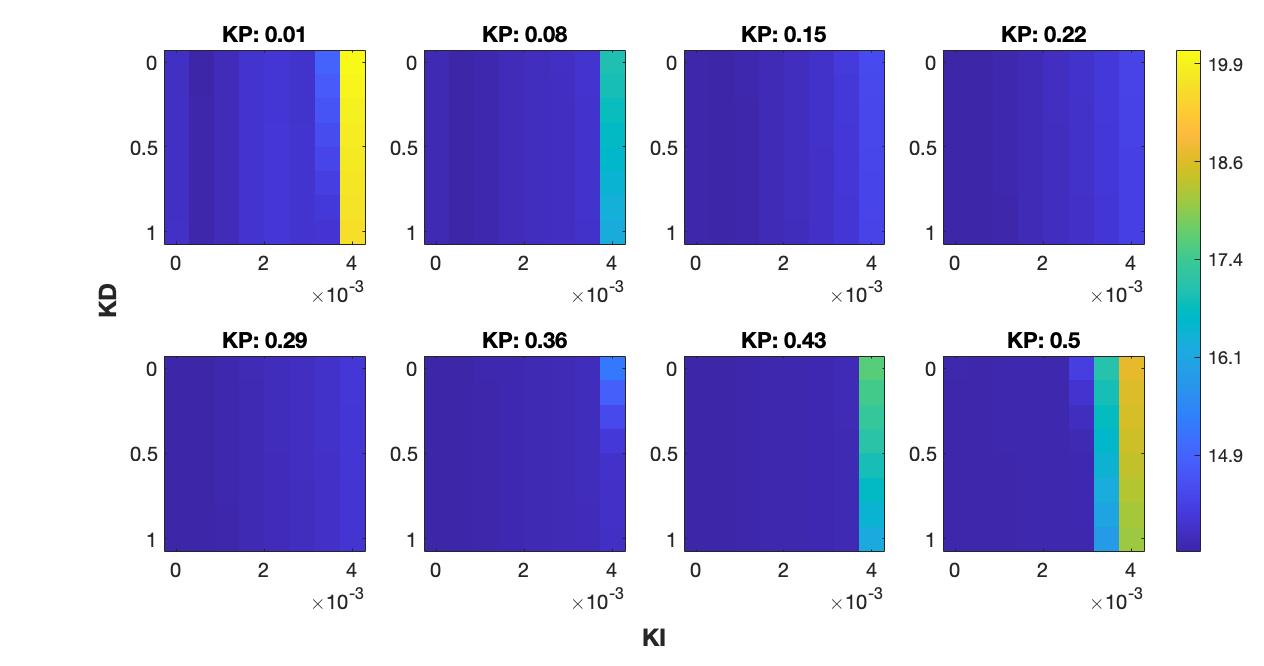 KP: 0.01 KP: 0.08 KP: 0.15 KP: 0.22
0 0 0 0 19.9
0.5 0.5 0.5 0.5 18.6
1 1 1 1
0 2 4 0 2 4 0 2 4 0 2 4 17.4
×10⁻³ ×10⁻³ ×10⁻³ ×10⁻³
KD
KP: 0.29 KP: 0.36 KP: 0.43 KP: 0.5
0 0 0 0 16.1
0.5 0.5 0.5 0.5 14.9
1 1 1 1
0 2 4 0 2 4 0 2 4 0 2 4
×10⁻³ ×10⁻³ ×10⁻³ ×10⁻³
KI